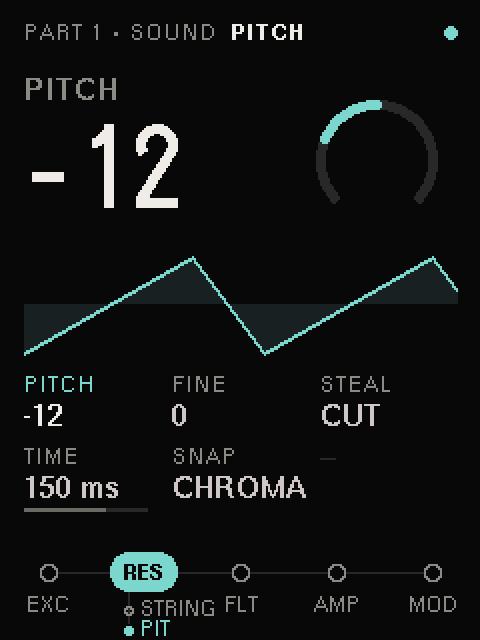 PART 1 · SOUND PITCH
PITCH
-12
PITCH FINE STEAL
-12 0 CUT
TIME SNAP —
150 ms CHROMA
RES
EXC FLT AMP MOD
STRING
PIT